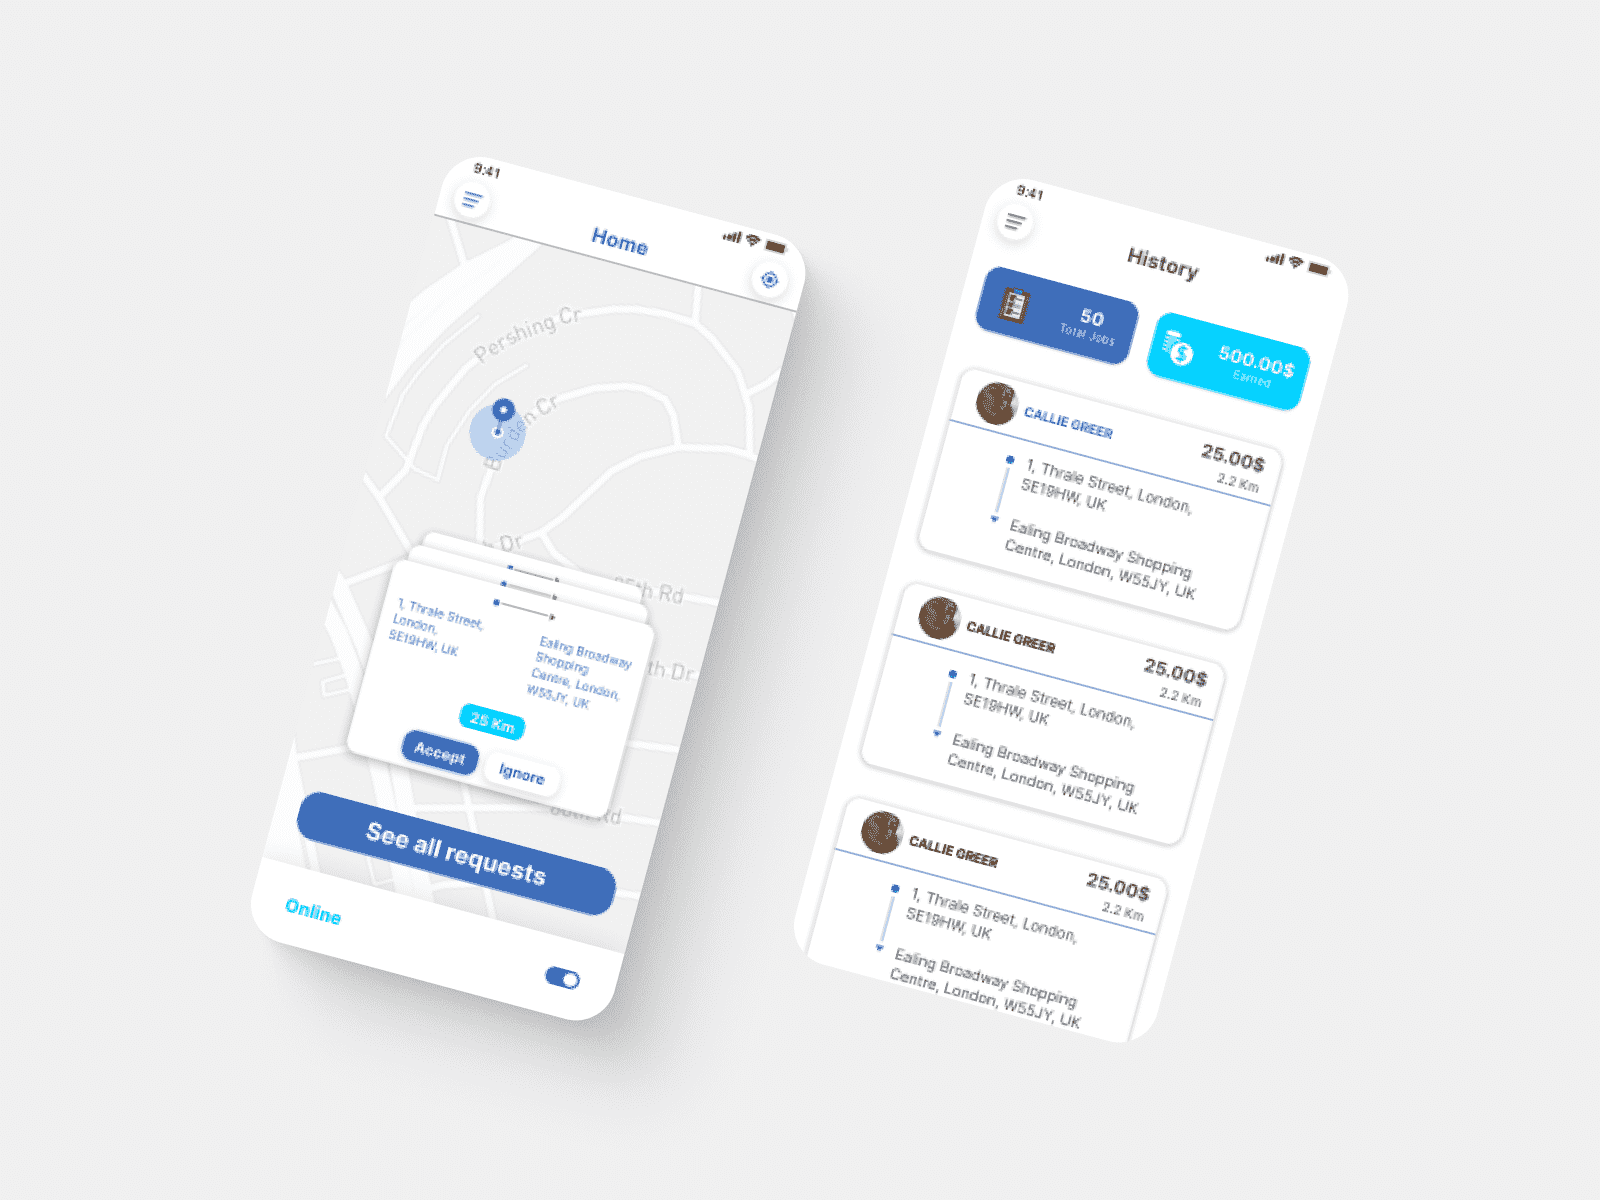 9:41
Home
Pershing Cr
Burden Cr
Dr
85th Rd
th Dr
1, Thrale Street,
London,
SE19HW, UK
Ealing Broadway
Shopping
Centre, London,
W55JY, UK
25 Km
Accept
Ignore
Rd
See all requests
Online
9:41
History
50
Total Jobs
500.00$
Earned
CALLIE GREER
25.00$
2.2 Km
1, Thrale Street, London,
SE19HW, UK
Ealing Broadway Shopping
Centre, London, W55JY, UK
CALLIE GREER
25.00$
2.2 Km
1, Thrale Street, London,
SE19HW, UK
Ealing Broadway Shopping
Centre, London, W55JY, UK
CALLIE GREER
25.00$
2.2 Km
1, Thrale Street, London,
SE19HW, UK
Ealing Broadway Shopping
Centre, London, W55JY, UK